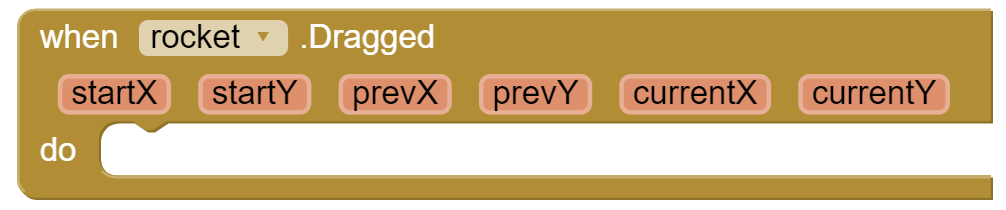 when rocket .Dragged
startX startY prevX prevY currentX currentY
do